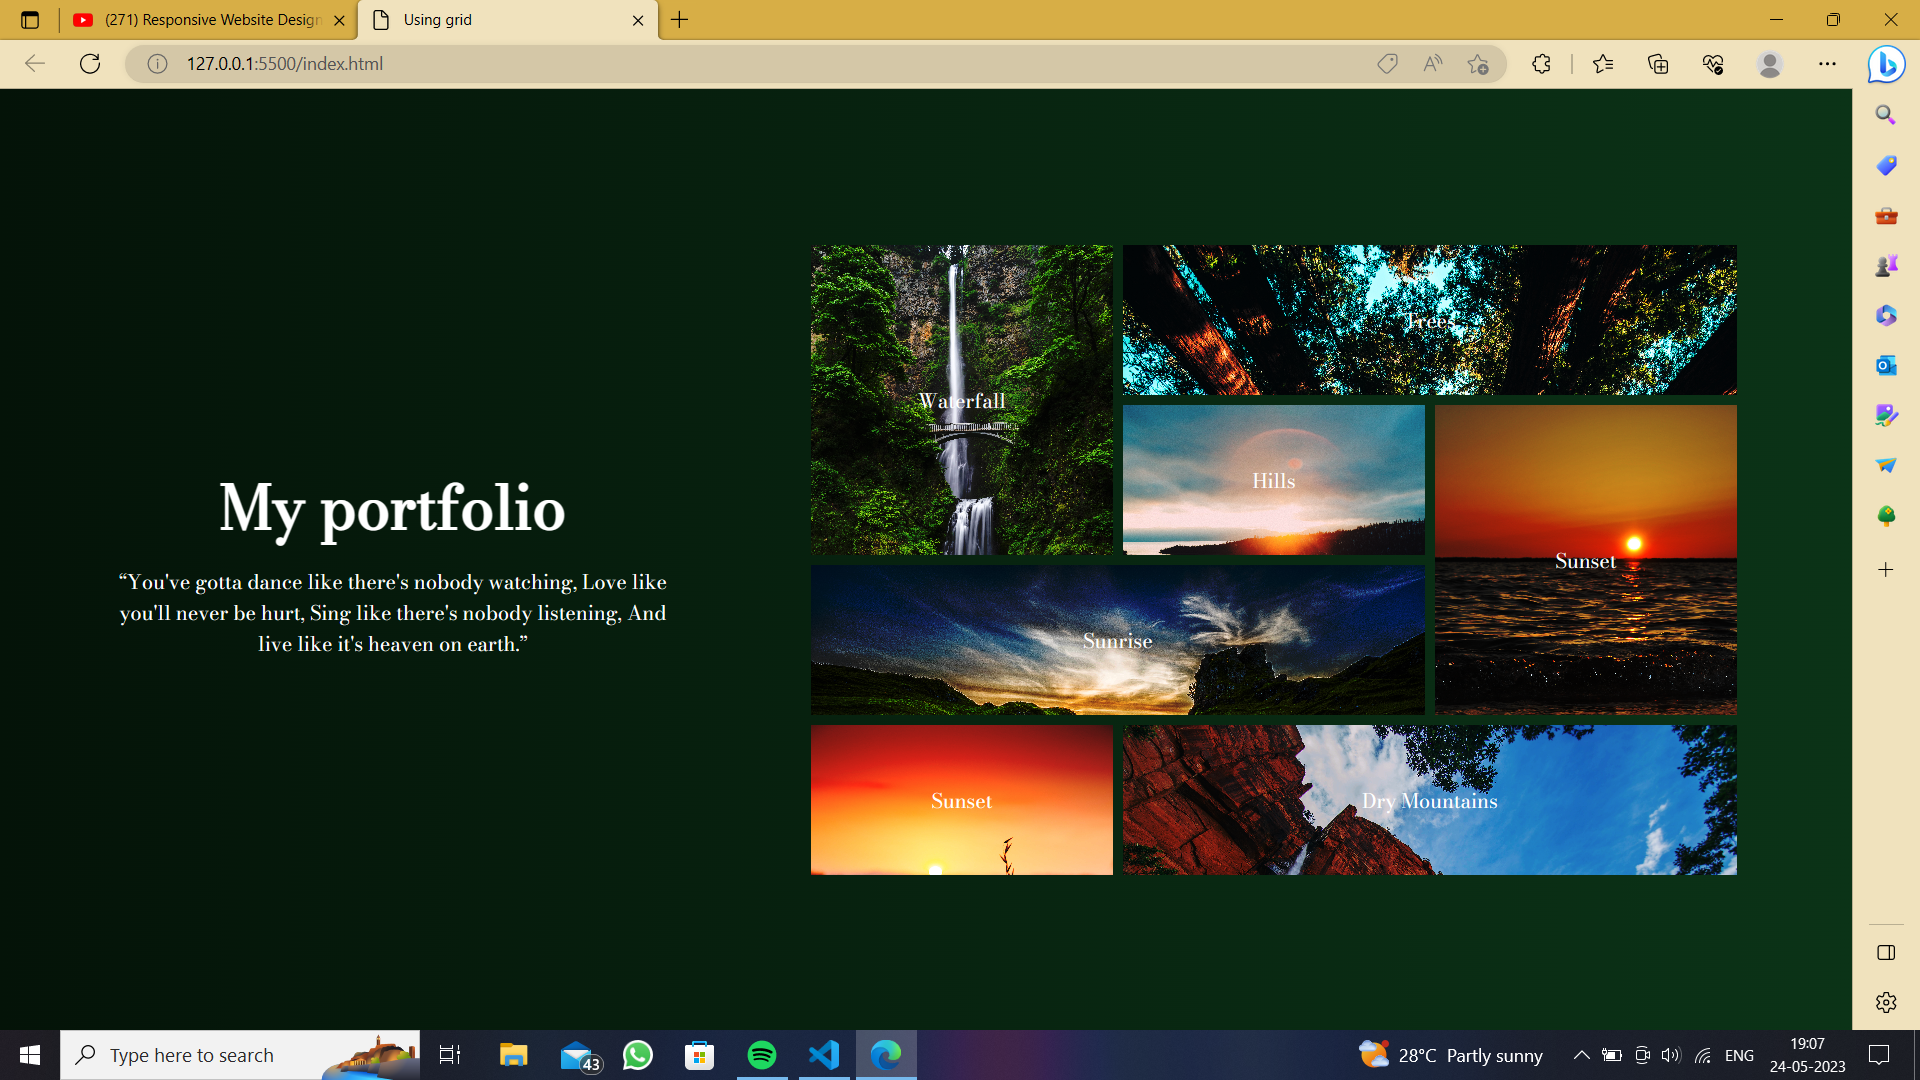 (271) Responsive Website Design
Using grid
127.0.0.1:5500/index.html
Waterfall
Trees
Hills
Sunset
My portfolio
“You've gotta dance like there's nobody watching, Love like
you'll never be hurt, Sing like there's nobody listening, And
live like it's heaven on earth.”
Sunrise
Sunset
Dry Mountains
Type here to search
43
28°C Partly sunny
ENG
19:07
24-05-2023